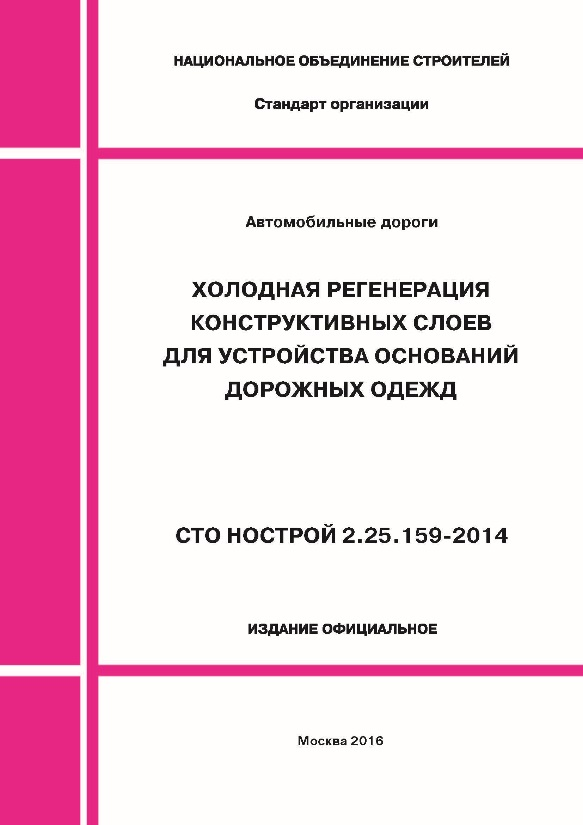 НАЦИОНАЛЬНОЕ ОБЪЕДИНЕНИЕ СТРОИТЕЛЕЙ
Стандарт организации
Автомобильные дороги
ХОЛОДНАЯ РЕГЕНЕРАЦИЯ
КОНСТРУКТИВНЫХ СЛОЕВ
ДЛЯ УСТРОЙСТВА ОСНОВАНИЙ
ДОРОЖНЫХ ОДЕЖД
СТО НОСТРОЙ 2.25.159-2014
ИЗДАНИЕ ОФИЦИАЛЬНОЕ
Москва 2016